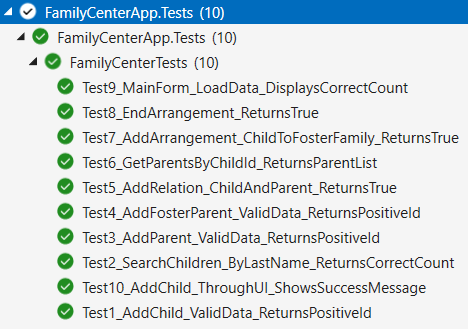 FamilyCenterApp.Tests (10)
FamilyCenterApp.Tests (10)
FamilyCenterTests (10)
Test9_MainForm_LoadData_DisplaysCorrectCount
Test8_EndArrangement_ReturnsTrue
Test7_AddArrangement_ChildToFosterFamily_ReturnsTrue
Test6_GetParentsByChildId_ReturnsParentList
Test5_AddRelation_ChildAndParent_ReturnsTrue
Test4_AddFosterParent_ValidData_ReturnsPositiveId
Test3_AddParent_ValidData_ReturnsPositiveId
Test2_SearchChildren_ByLastName_ReturnsCorrectCount
Test10_AddChild_ThroughUI_ShowsSuccessMessage
Test1_AddChild_ValidData_ReturnsPositiveId